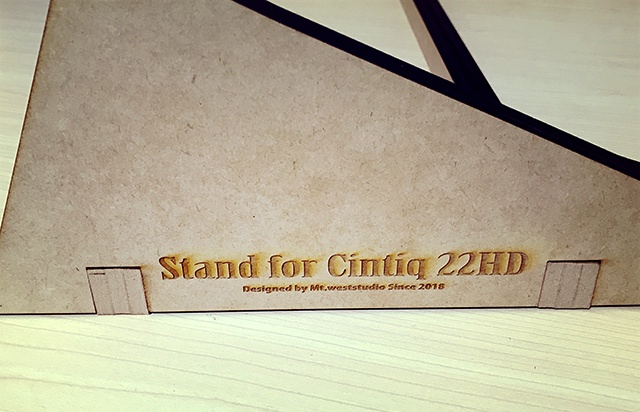 Stand for Cintiq 22HD
Designed by Mt.weststudio Since 2018